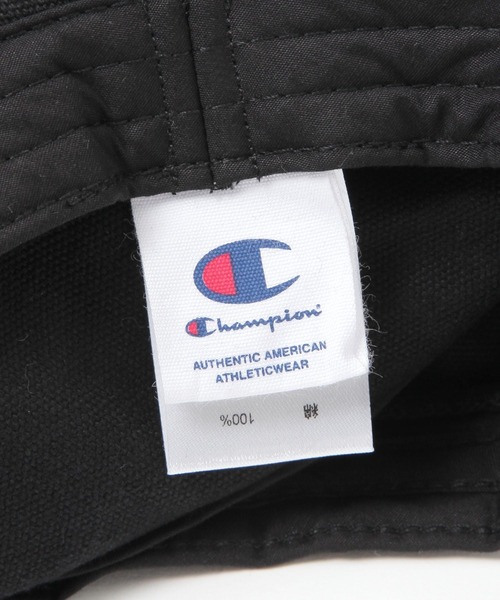 Champion
AUTHENTIC AMERICAN
ATHLETICWEAR
綿 100%